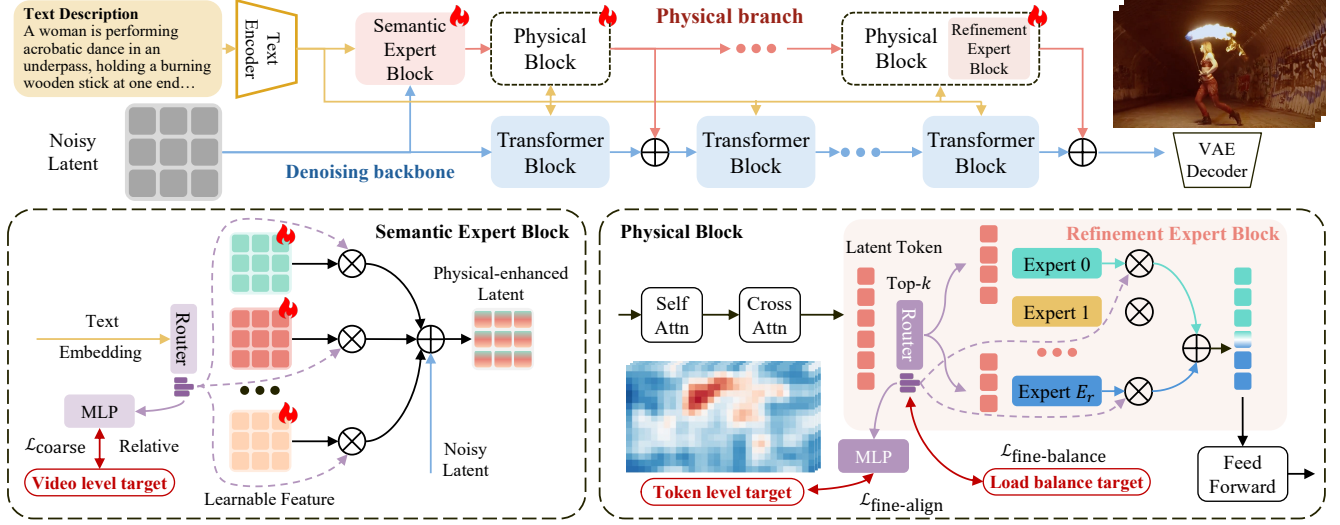 Text Description
A woman is performing
acrobatic dance in an
underpass, holding a burning
wooden stick at one end…
Text
Encoder
Semantic
Expert
Block
Physical
Block
Physical branch
Physical
Block
Refinement
Expert
Block
Noisy
Latent
Denoising backbone
Transformer
Block
Transformer
Block
Transformer
Block
VAE
Decoder
Semantic Expert Block
Physical-enhanced
Latent
Text
Embedding
Router
MLP
ℒcoarse
Relative
Video level target
Learnable Feature
Noisy
Latent
Physical Block
Refinement Expert Block
Latent Token
Top-k
Router
Self
Attn
Cross
Attn
Expert 0
Expert 1
Expert Er
MLP
Token level target
ℒfine-align
ℒfine-balance
Load balance target
Feed
Forward